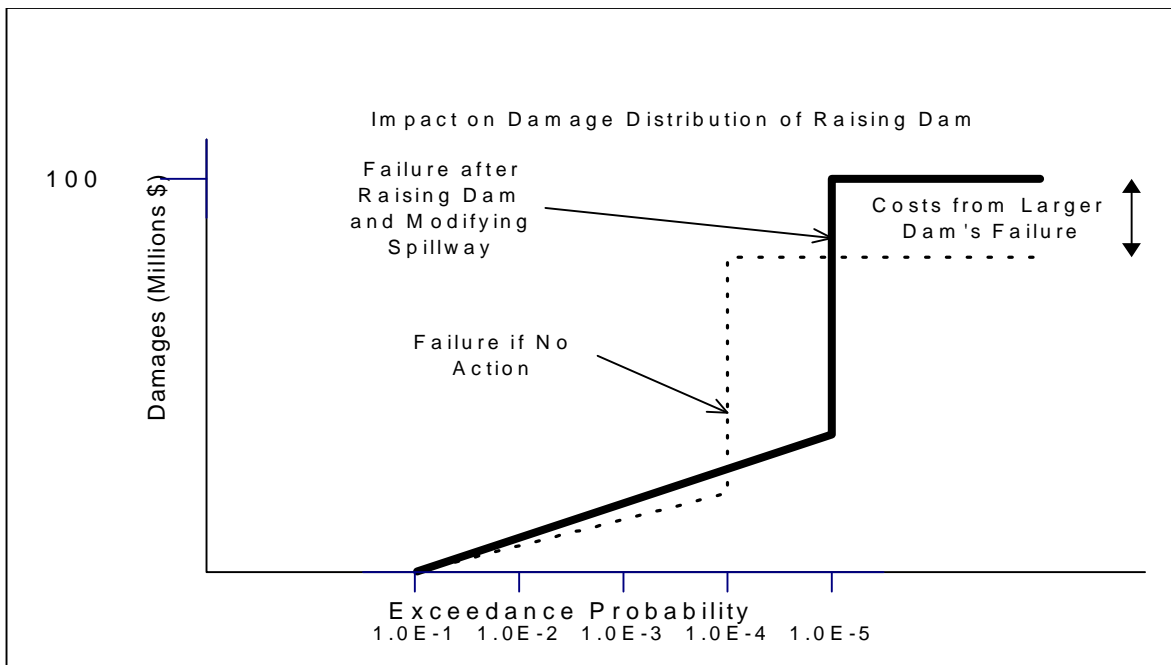 Impact on Damage Distribution of Raising Dam
100
Damages (Millions $)
Failure after
Raising Dam
and Modifying
Spillway
Costs from Larger
Dam's Failure
Failure if No
Action
Exceedance Probability
1.0E-1 1.0E-2 1.0E-3 1.0E-4 1.0E-5